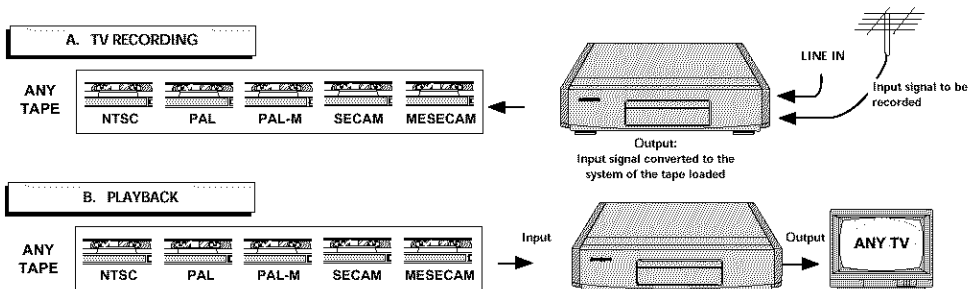 A. TV RECORDING
ANY
TAPE
NTSC PAL PAL-M SECAM MESECAM
LINE IN
Input signal to be
recorded
Output:
Input signal converted to the
system of the tape loaded
B. PLAYBACK
ANY
TAPE
NTSC PAL PAL-M SECAM MESECAM
Input
Output
ANY TV